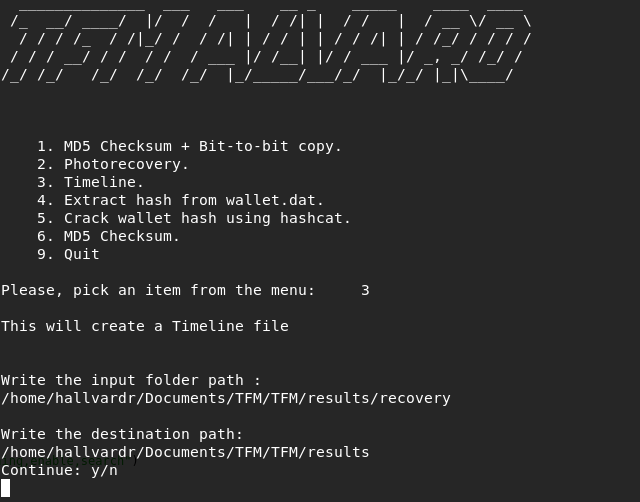 1. MD5 Checksum + Bit-to-bit copy.
2. Photorecovery.
3. Timeline.
4. Extract hash from wallet.dat.
5. Crack wallet hash using hashcat.
6. MD5 Checksum.
9. Quit
Please, pick an item from the menu: 3
This will create a Timeline file
Write the input folder path :
/home/hallvardr/Documents/TFM/TFM/results/recovery
Write the destination path:
/home/hallvardr/Documents/TFM/TFM/results
Continue: y/n